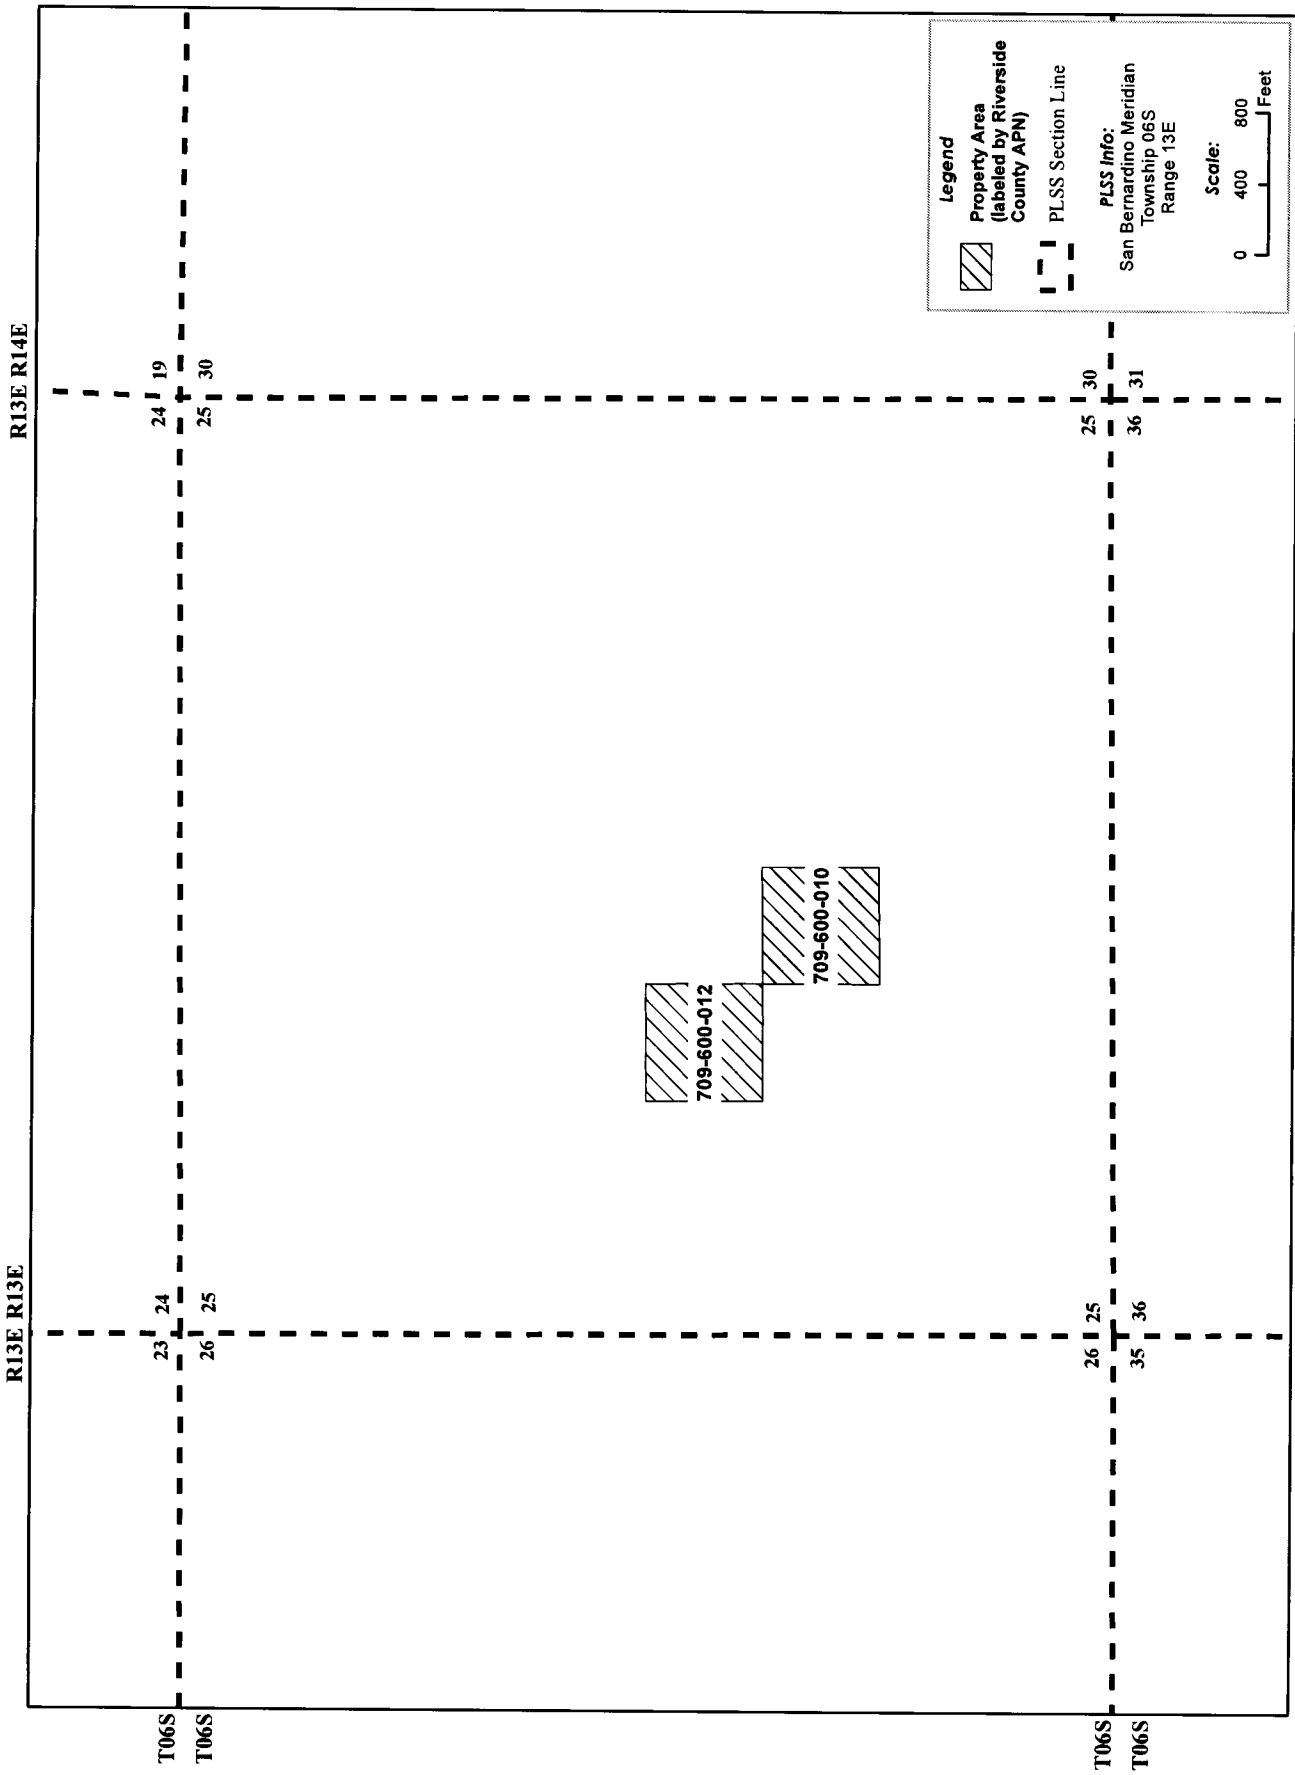 R13E R13E
R13E R14E
T06S
T06S
23
24
26
25
24
19
25
30
709-600-012
709-600-010
T06S
T06S
26
25
35
36
25
30
36
31
Legend
Property Area
(labeled by Riverside
County APN)
PLSS Section Line
PLSS Info:
San Bernardino Meridian
Township 06S
Range 13E
Scale:
0 400 800
Feet